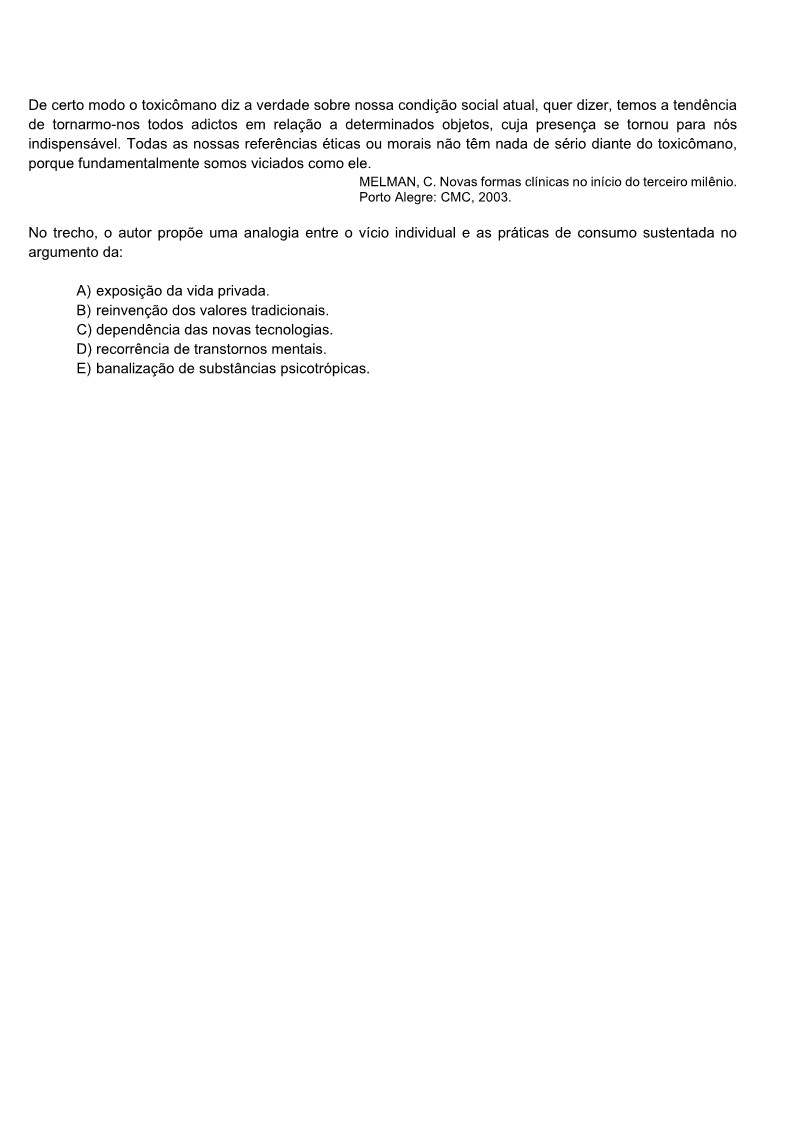 De certo modo o toxicômano diz a verdade sobre nossa condição social atual, quer dizer, temos a tendência
de tornarmo-nos todos adictos em relação a determinados objetos, cuja presença se tornou para nós
indispensável. Todas as nossas referências éticas ou morais não têm nada de sério diante do toxicômano,
porque fundamentalmente somos viciados como ele.
MELMAN, C. Novas formas clínicas no início do terceiro milênio.
Porto Alegre: CMC, 2003.
No trecho, o autor propõe uma analogia entre o vício individual e as práticas de consumo sustentada no
argumento da:
A) exposição da vida privada.
B) reinvenção dos valores tradicionais.
C) dependência das novas tecnologias.
D) recorrência de transtornos mentais.
E) banalização de substâncias psicotrópicas.